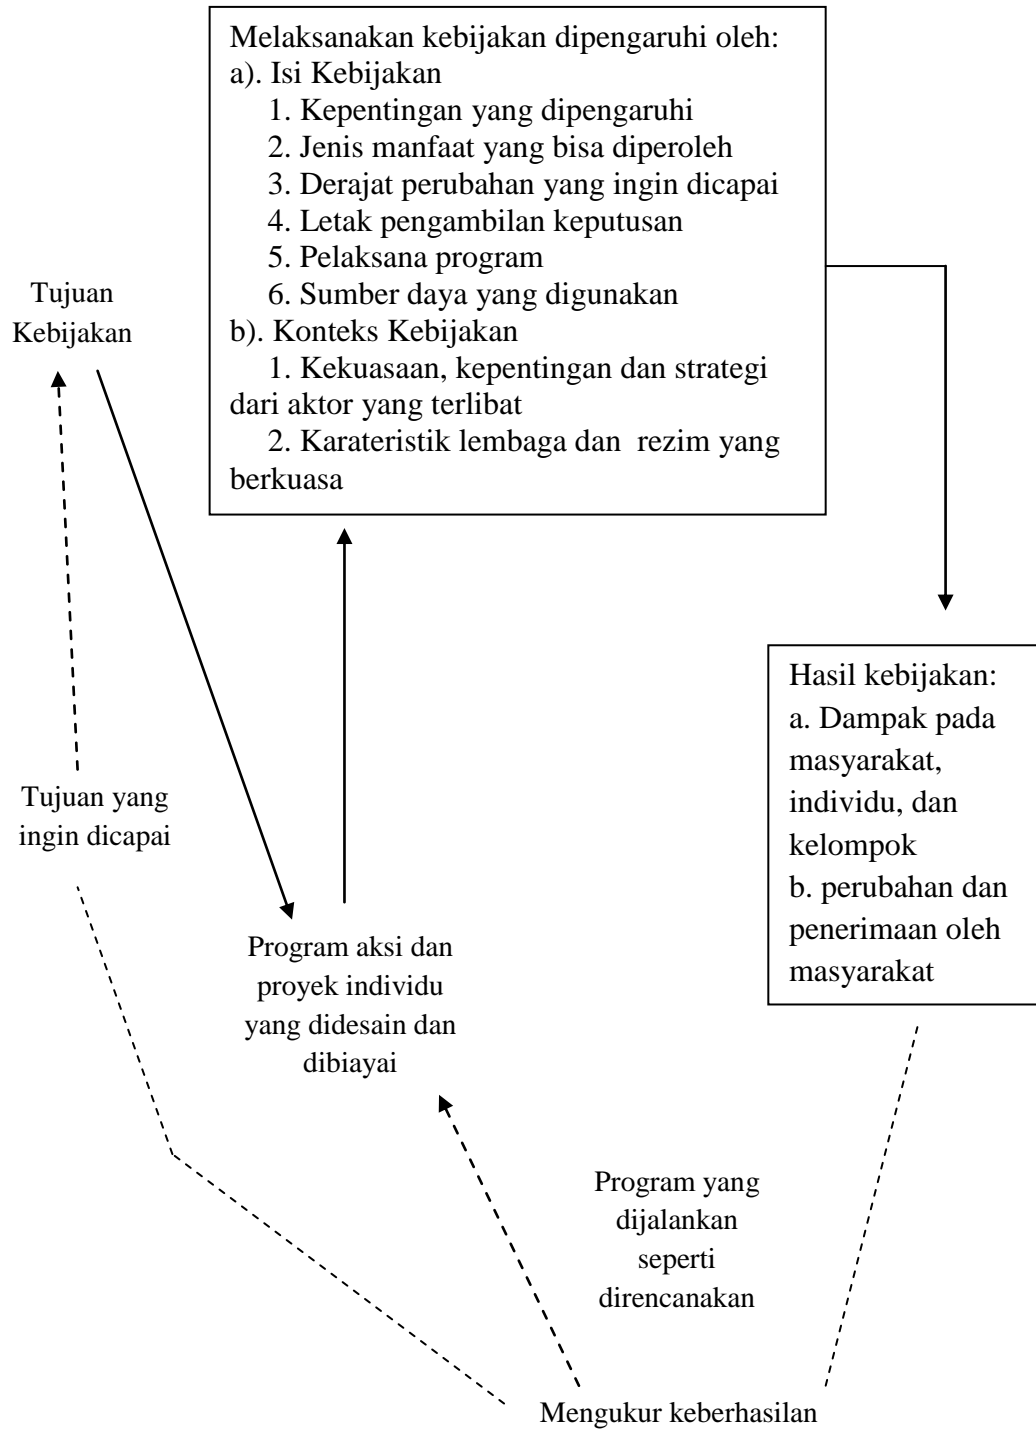 Melaksanakan kebijakan dipengaruhi oleh:
a). Isi Kebijakan
1. Kepentingan yang dipengaruhi
2. Jenis manfaat yang bisa diperoleh
3. Derajat perubahan yang ingin dicapai
4. Letak pengambilan keputusan
5. Pelaksana program
6. Sumber daya yang digunakan
b). Konteks Kebijakan
1. Kekuasaan, kepentingan dan strategi
dari aktor yang terlibat
2. Karateristik lembaga dan rezim yang
berkuasa
Tujuan
Kebijakan
Hasil kebijakan:
a. Dampak pada
masyarakat,
individu, dan
kelompok
b. perubahan dan
penerimaan oleh
masyarakat
Tujuan yang
ingin dicapai
Program aksi dan
proyek individu
yang didesain dan
dibiayai
Program yang
dijalankan
seperti
direncanakan
Mengukur keberhasilan